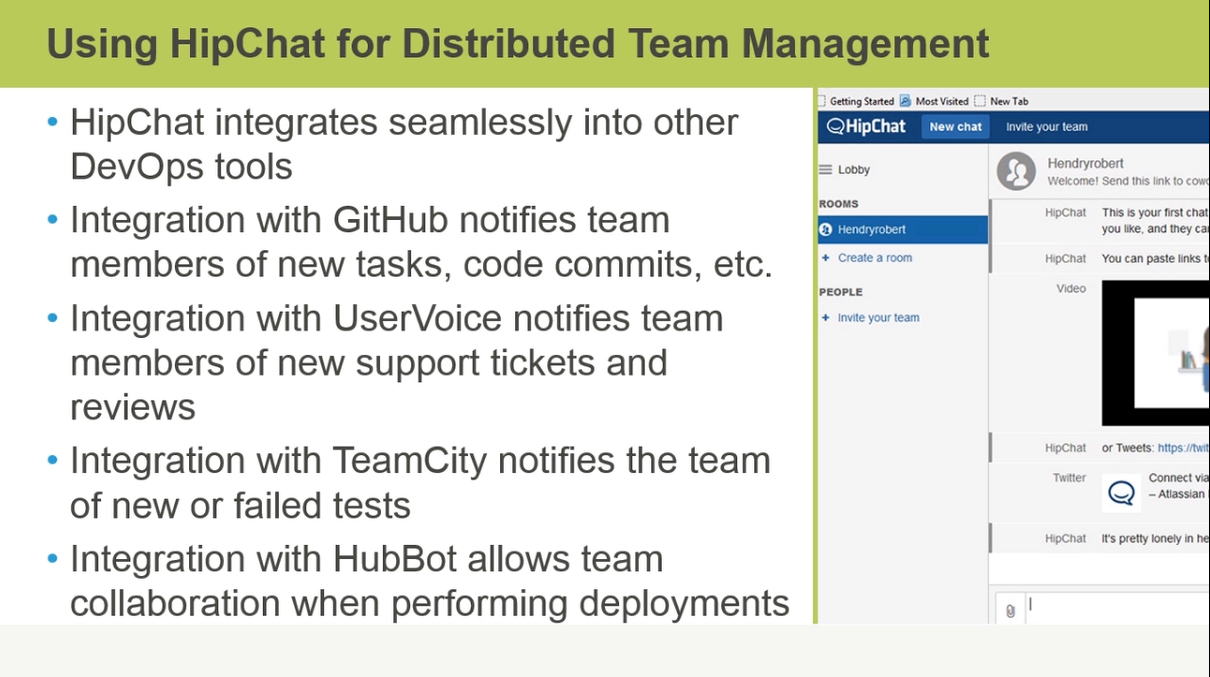 Using HipChat for Distributed Team Management
• HipChat integrates seamlessly into other
DevOps tools
• Integration with GitHub notifies team
members of new tasks, code commits, etc.
• Integration with UserVoice notifies team
members of new support tickets and
reviews
• Integration with TeamCity notifies the team
of new or failed tests
• Integration with HubBot allows team
collaboration when performing deployments
Getting Started Most Visited New Tab
HipChat New chat Invite your team
Lobby
ROOMS
Hendryrobert
+ Create a room
PEOPLE
+ Invite your team
Hendryrobert
Welcome! Send this link to
HipChat This is your first chat
you like, and they
HipChat You can paste links
Video
HipChat or Tweets:
Twitter Connect via
– Atlassian
HipChat It's pretty lonely in